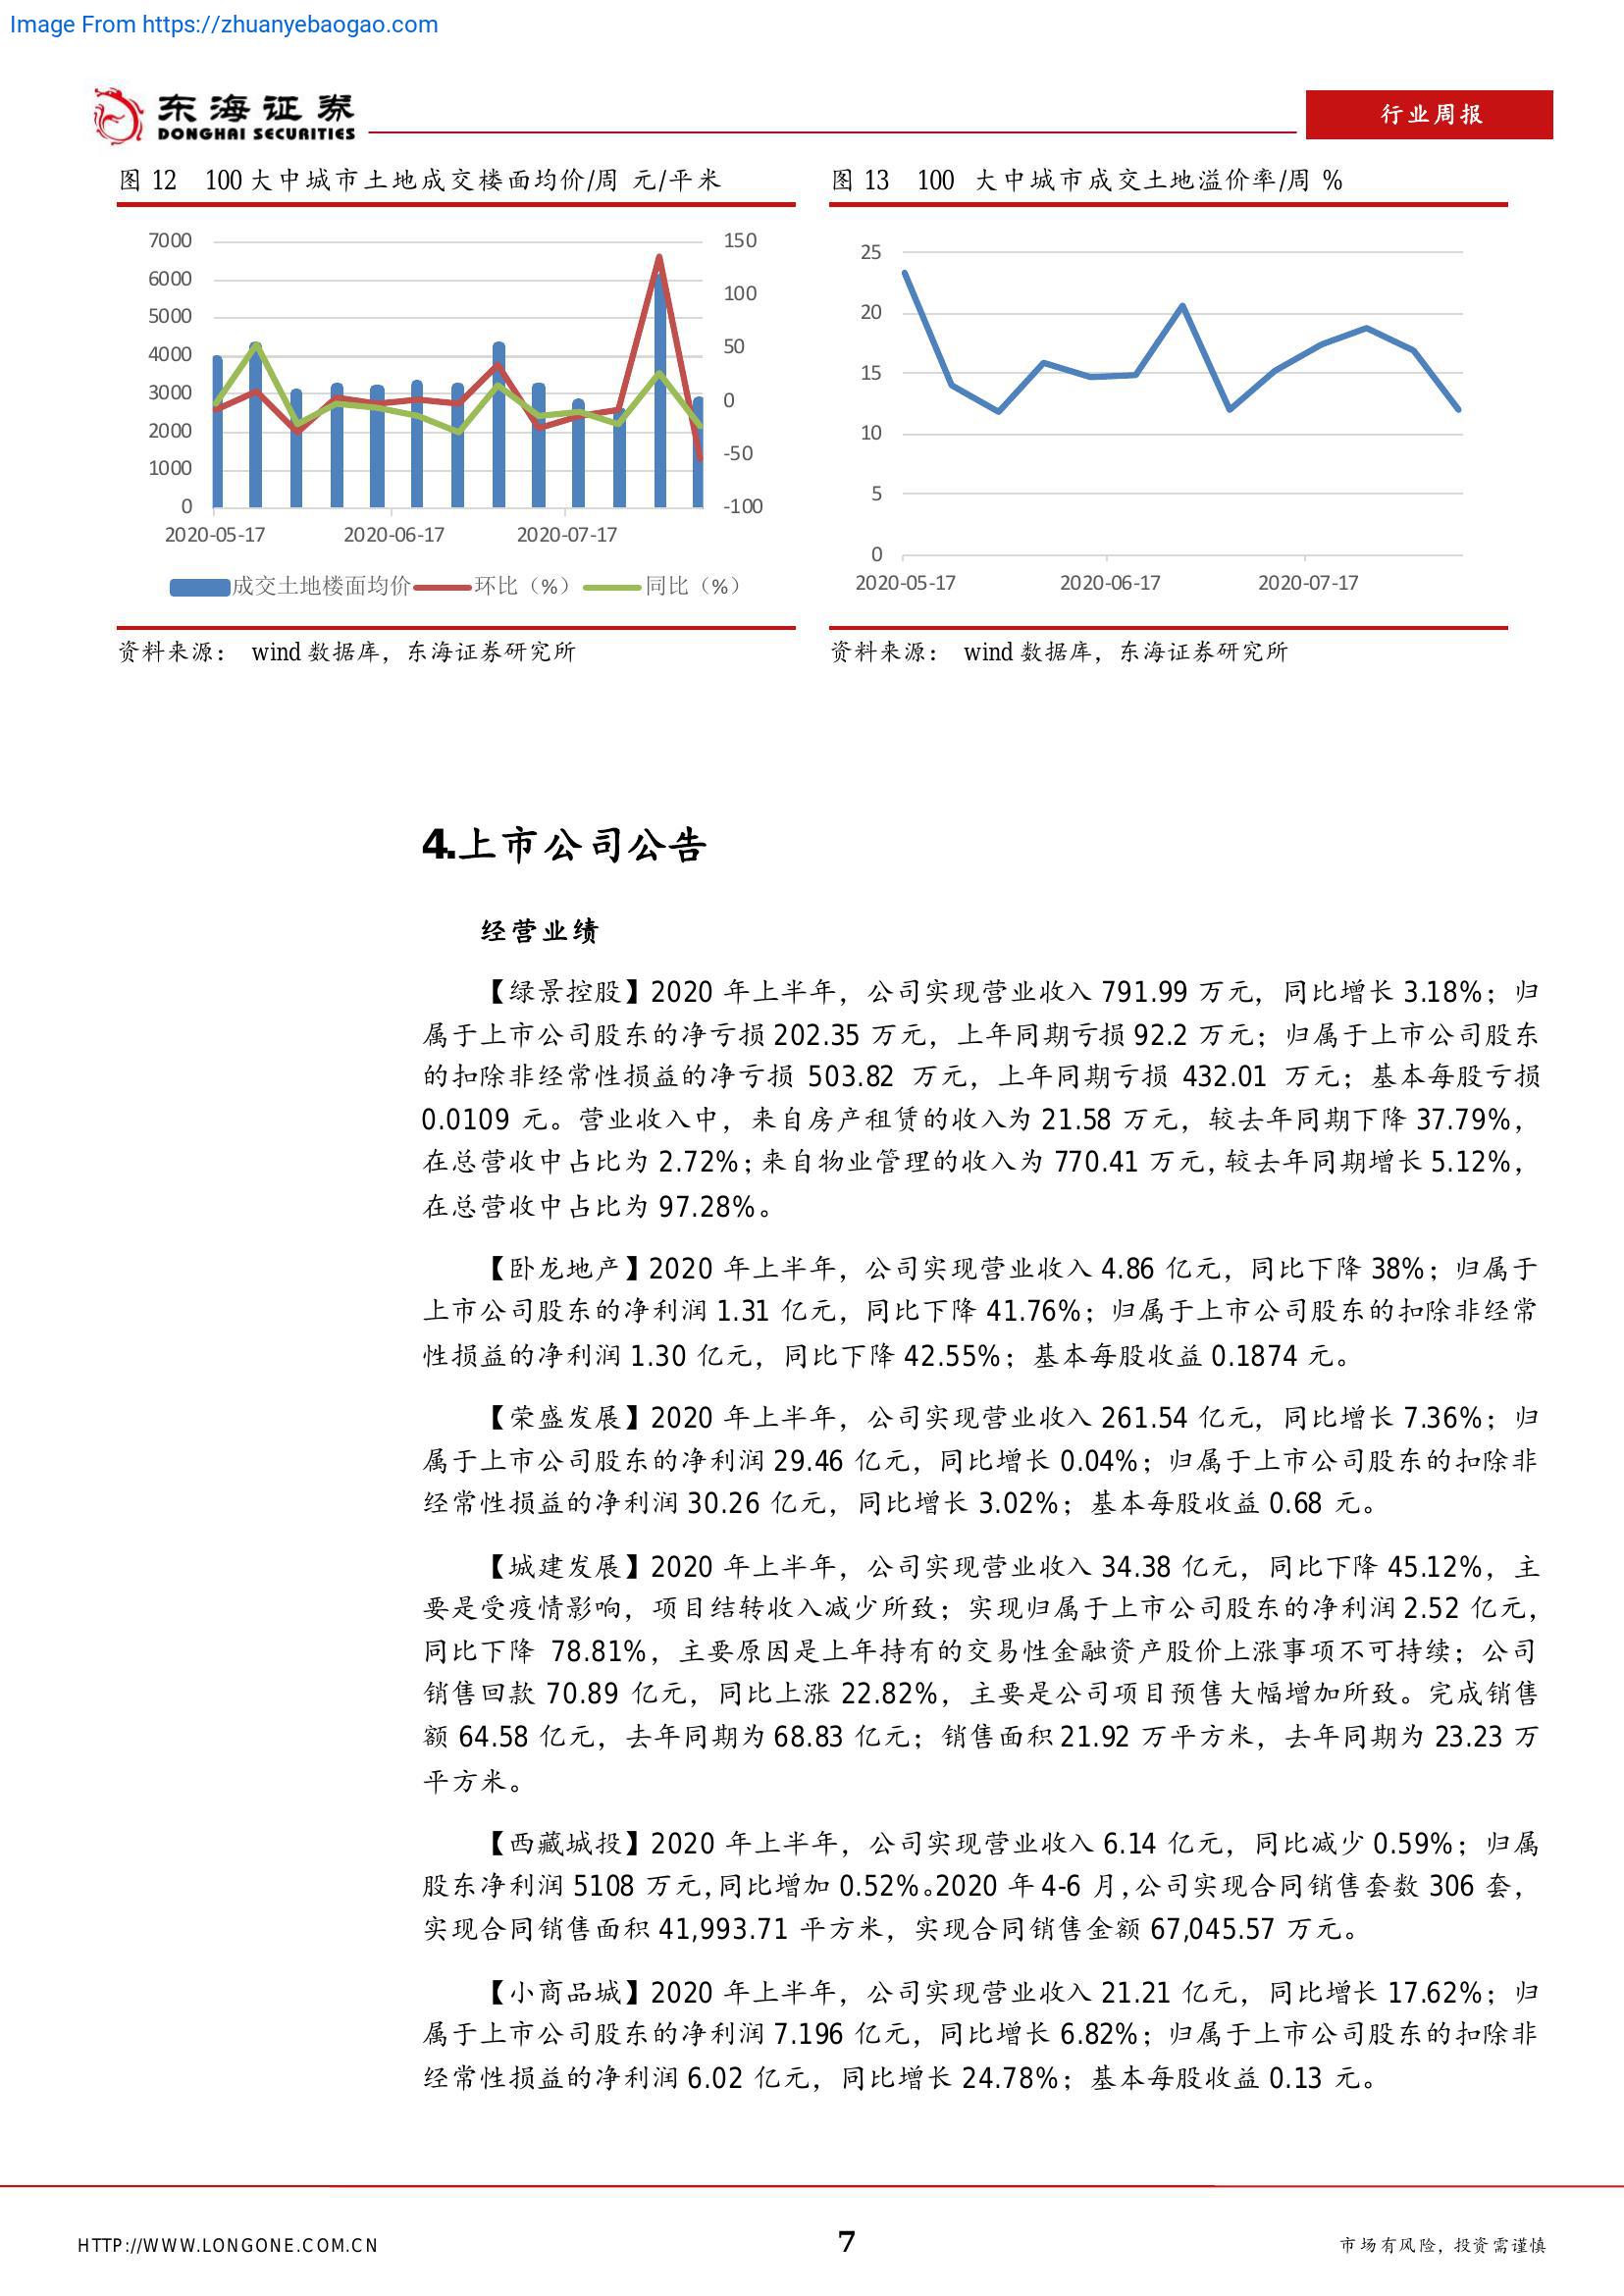 Image From https://zhuanyebaogao.com
东海证券
DONGHAI SECURITIES
行业周报
图 12 100 大中城市土地成交楼面均价/周 元/平米
7000
6000
5000
4000
3000
2000
1000
0
150
100
50
0
-50
-100
2020-05-17 2020-06-17 2020-07-17
成交土地楼面均价 环比（%） 同比（%）
资料来源： wind 数据库，东海证券研究所
图 13 100 大中城市成交土地溢价率/周 %
25
20
15
10
5
0
2020-05-17 2020-06-17 2020-07-17
资料来源： wind 数据库，东海证券研究所
4.上市公司公告
经营业绩
【绿景控股】2020 年上半年，公司实现营业收入 791.99 万元，同比增长 3.18%；归
属于上市公司股东的净亏损 202.35 万元，上年同期亏损 92.2 万元；归属于上市公司股东
的扣除非经常性损益的净亏损 503.82 万元，上年同期亏损 432.01 万元；基本每股亏损
0.0109 元。营业收入中，来自房产租赁的收入为 21.58 万元，较去年同期下降 37.79%，
在总营收中占比为 2.72%；来自物业管理的收入为 770.41 万元，较去年同期增长 5.12%，
在总营收中占比为 97.28%。
【卧龙地产】2020 年上半年，公司实现营业收入 4.86 亿元，同比下降 38%；归属于
上市公司股东的净利润 1.31 亿元，同比下降 41.76%；归属于上市公司股东的扣除非经常
性损益的净利润 1.30 亿元，同比下降 42.55%；基本每股收益 0.1874 元。
【荣盛发展】2020 年上半年，公司实现营业收入 261.54 亿元，同比增长 7.36%；归
属于上市公司股东的净利润 29.46 亿元，同比增长 0.04%；归属于上市公司股东的扣除非
经常性损益的净利润 30.26 亿元，同比增长 3.02%；基本每股收益 0.68 元。
【城建发展】2020 年上半年，公司实现营业收入 34.38 亿元，同比下降 45.12%，主
要是受疫情影响，项目结转收入减少所致；实现归属于上市公司股东的净利润 2.52 亿元，
同比下降 78.81%，主要原因是上年持有的交易性金融资产股价上涨事项不可持续；公司
销售回款 70.89 亿元，同比上涨 22.82%，主要是公司项目预售大幅增加所致。完成销售
额 64.58 亿元，去年同期为 68.83 亿元；销售面积 21.92 万平方米，去年同期为 23.23 万
平方米。
【西藏城投】2020 年上半年，公司实现营业收入 6.14 亿元，同比减少 0.59%；归属
股东净利润 5108 万元，同比增加 0.52%。2020 年 4-6 月，公司实现合同销售套数 306 套，
实现合同销售面积 41,993.71 平方米，实现合同销售金额 67,045.57 万元。
【小商品城】2020 年上半年，公司实现营业收入 21.21 亿元，同比增长 17.62%；归
属于上市公司股东的净利润 7.196 亿元，同比增长 6.82%；归属于上市公司股东的扣除非
经常性损益的净利润 6.02 亿元，同比增长 24.78%；基本每股收益 0.13 元。
HTTP://WWW.LONGONE.COM.CN
7
市场有风险，投资需谨慎